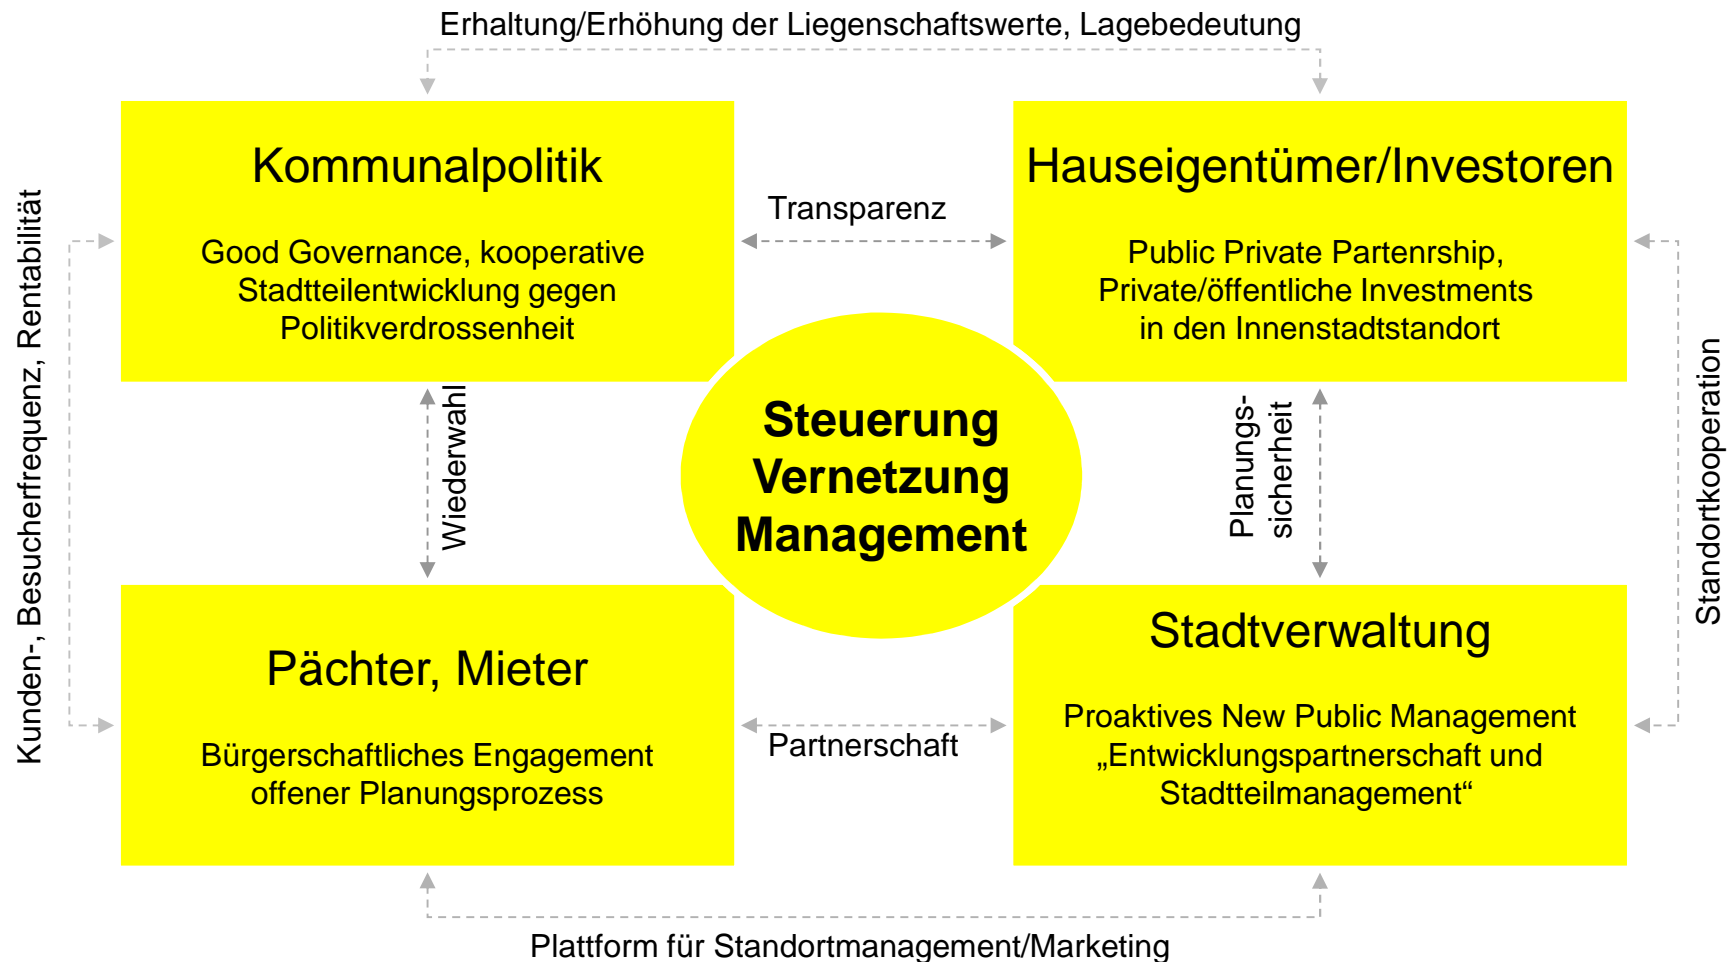 Erhaltung/Erhöhung der Liegenschaftswerte, Lagebedeutung
Kommunalpolitik
Good Governance, kooperative
Stadtteilentwicklung gegen
Politikverdrossenheit
Transparenz
Hauseigentümer/Investoren
Public Private Partenrship,
Private/öffentliche Investments
in den Innenstadtstandort
Kunden-, Besucherfrequenz, Rentabilität
Wiederwahl
Steuerung
Vernetzung
Management
Planungs-
sicherheit
Standortkooperation
Pächter, Mieter
Bürgerschaftliches Engagement
offener Planungsprozess
Partnerschaft
Stadtverwaltung
Proaktives New Public Management
„Entwicklungspartnerschaft und
Stadtteilmanagement“
Plattform für Standortmanagement/Marketing